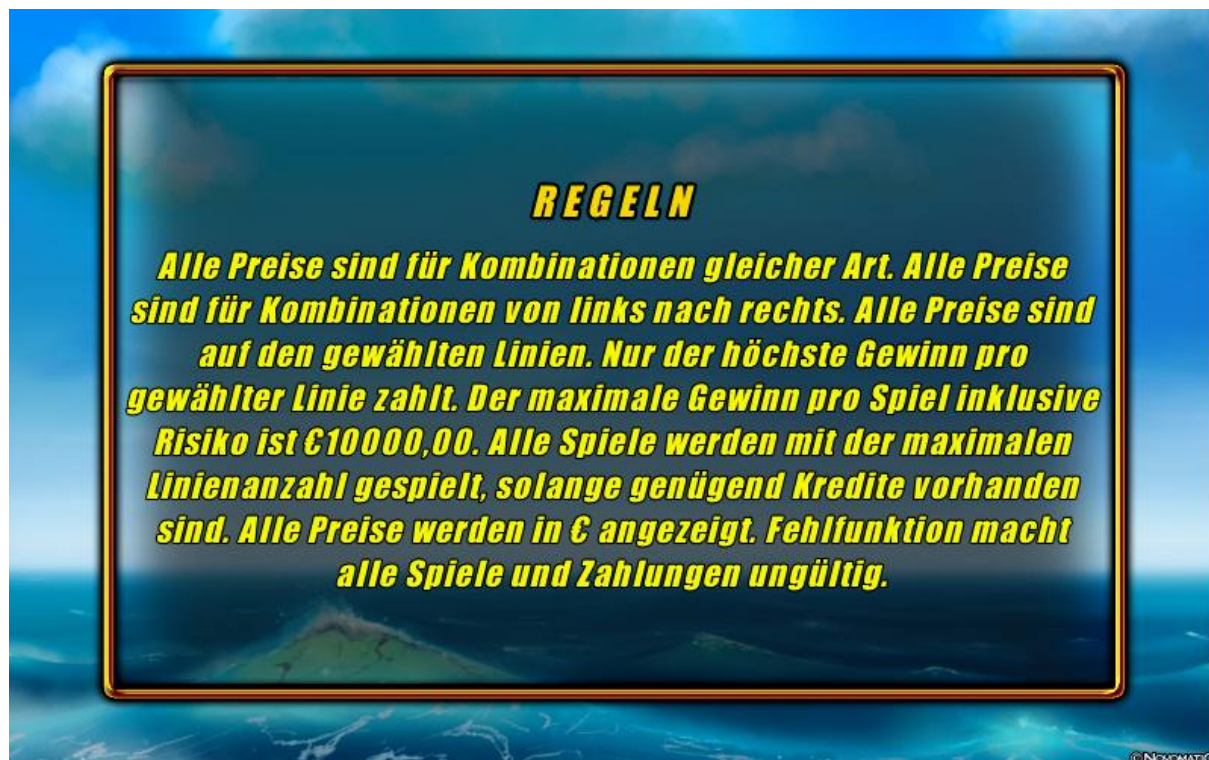 REGELN
Alle Preise sind für Kombinationen gleicher Art. Alle Preise
sind für Kombinationen von links nach rechts. Alle Preise sind
auf den gewählten Linien. Nur der höchste Gewinn pro
gewählter Linie zahlt. Der maximale Gewinn pro Spiel inklusive
Risiko ist €10000,00. Alle Spiele werden mit der maximalen
Linienanzahl gespielt, solange genügend Kredite vorhanden
sind. Alle Preise werden in € angezeigt. Fehlfunktion macht
alle Spiele und Zahlungen ungültig.
©NOVOMATIC